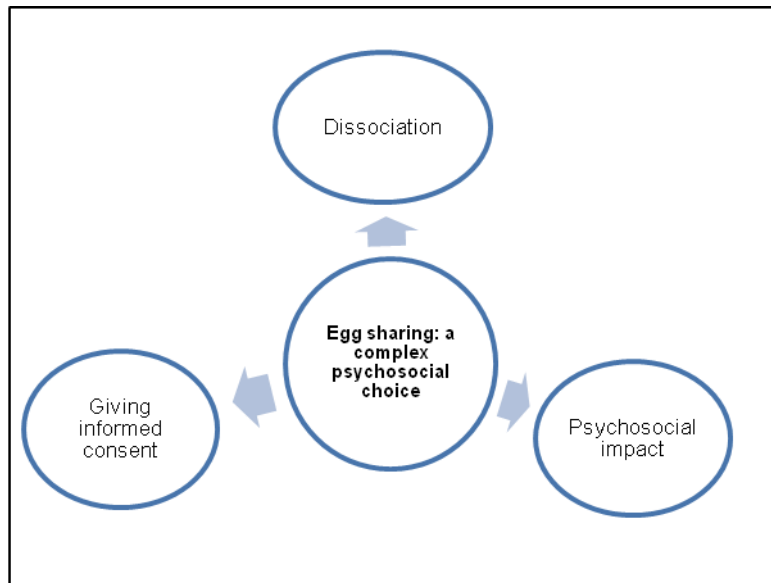 Dissociation
Egg sharing: a
complex
psychosocial
choice
Giving
informed
consent
Psychosocial
impact